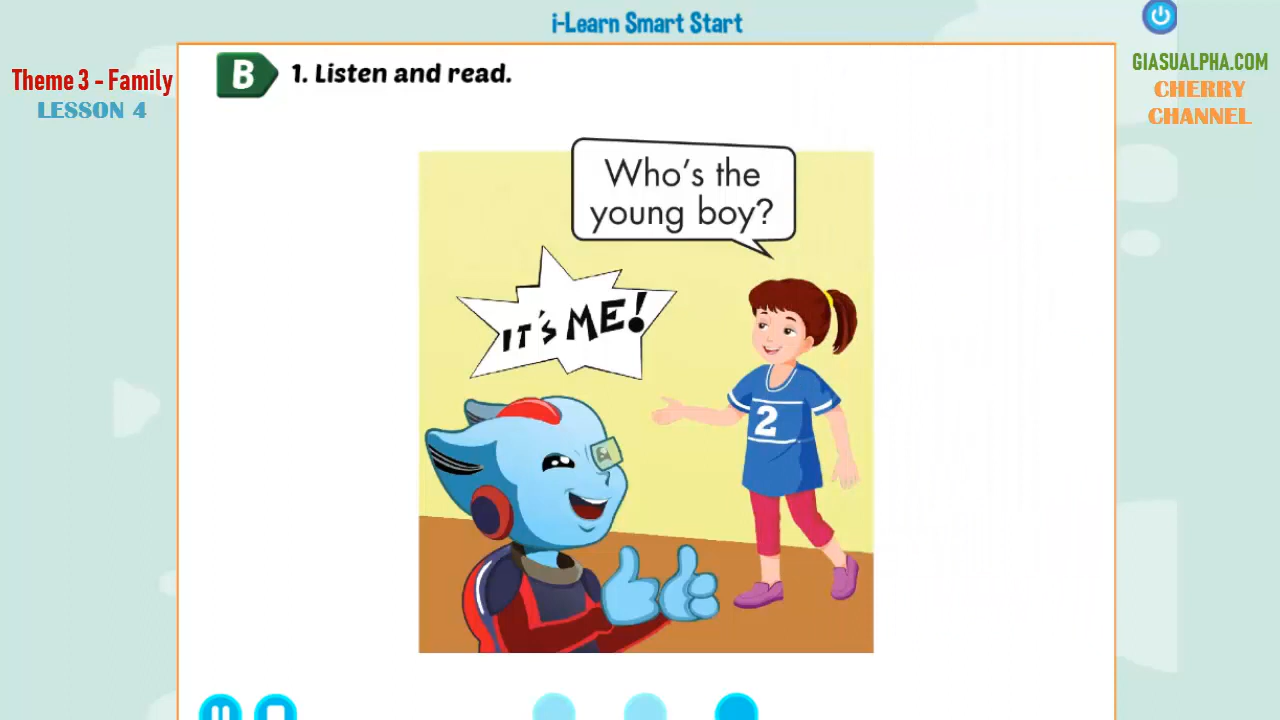 i-Learn Smart Start
Theme 3 - Family
LESSON 4
B
1. Listen and read.
GIASUALPHA.COM
CHERRY
CHANNEL
Who's the
young boy?
IT'S ME!
2